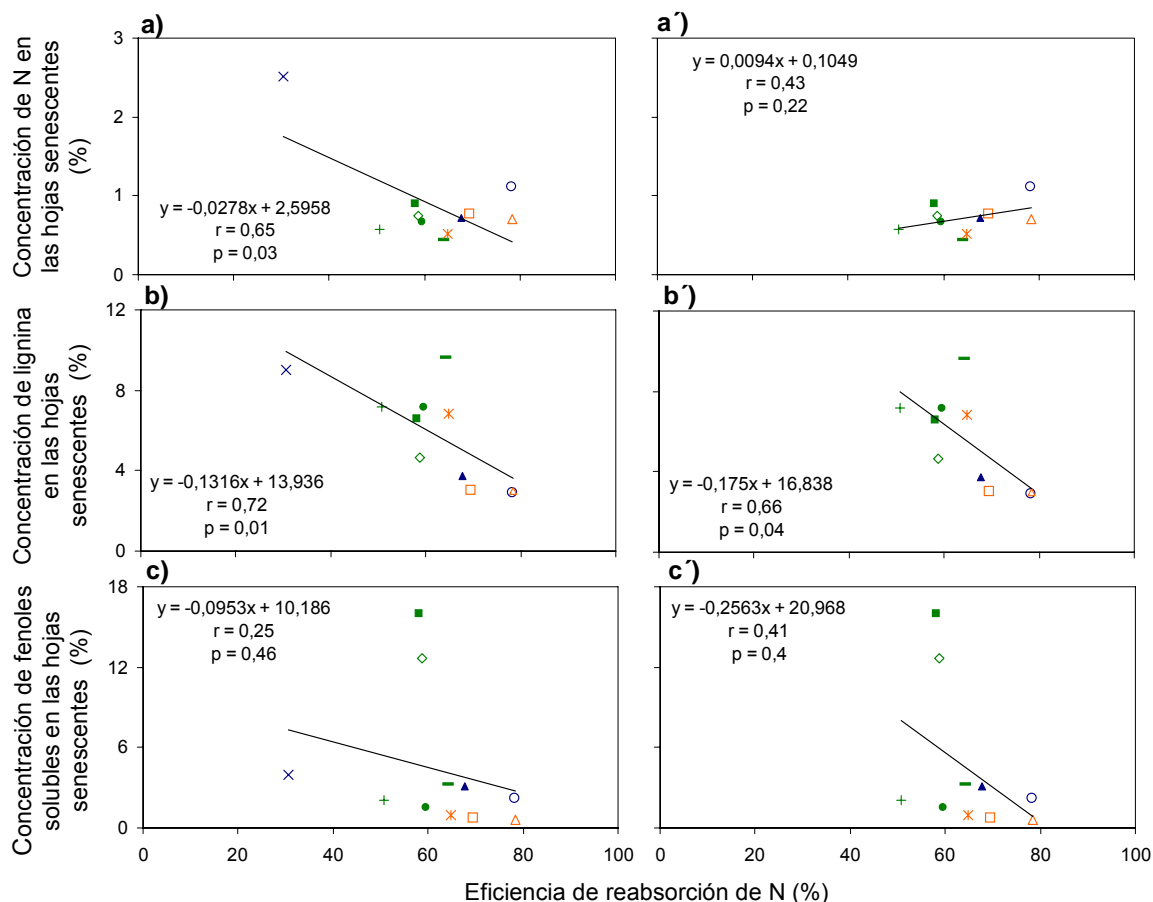 a)
a´)
Concentración de N en
las hojas senescentes
(%)
3
2
1
0
y = -0,0278x + 2,5958
r = 0,65
p = 0,03
y = 0,0094x + 0,1049
r = 0,43
p = 0,22
b)
b´)
Concentración de lignina
en las hojas
senescentes (%)
12
8
4
0
y = -0,1316x + 13,936
r = 0,72
p = 0,01
y = -0,175x + 16,838
r = 0,66
p = 0,04
c)
c´)
Concentración de fenoles
solubles en las hojas
senescentes (%)
18
12
6
0
y = -0,0953x + 10,186
r = 0,25
p = 0,46
y = -0,2563x + 20,968
r = 0,41
p = 0,4
0 20 40 60 80 100
0 20 40 60 80 100
Eficiencia de reabsorción de N (%)